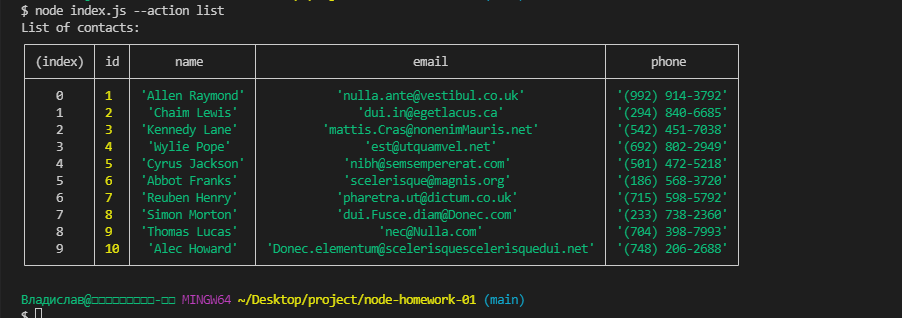 $ node index.js --action list
List of contacts:
(index) id name email phone
0 1 'Allen Raymond' 'nulla.ante@vestibul.co.uk' '(992) 914-3792'
1 2 'Chaim Lewis' 'dui.in@egetlacus.ca' '(294) 840-6685'
2 3 'Kennedy Lane' 'mattis.Cras@nonenimMauris.net' '(542) 451-7038'
3 4 'Wylie Pope' 'est@utquamvel.net' '(692) 802-2949'
4 5 'Cyrus Jackson' 'nibh@semsempererat.com' '(501) 472-5218'
5 6 'Abbot Franks' 'scelerisque@magnis.org' '(186) 568-3720'
6 7 'Reuben Henry' 'pharetra.ut@dictum.co.uk' '(715) 598-5792'
7 8 'Simon Morton' 'dui.Fusce.diam@Donec.com' '(233) 738-2360'
8 9 'Thomas Lucas' 'nec@Nulla.com' '(704) 398-7993'
9 10 'Alec Howard' 'Donec.elementum@scelerisquescelerisquedui.net' '(748) 206-2688'
Владислав@□□□□□□□□□-□□ MINGW64 ~/Desktop/project/node-homework-01 (main)
$